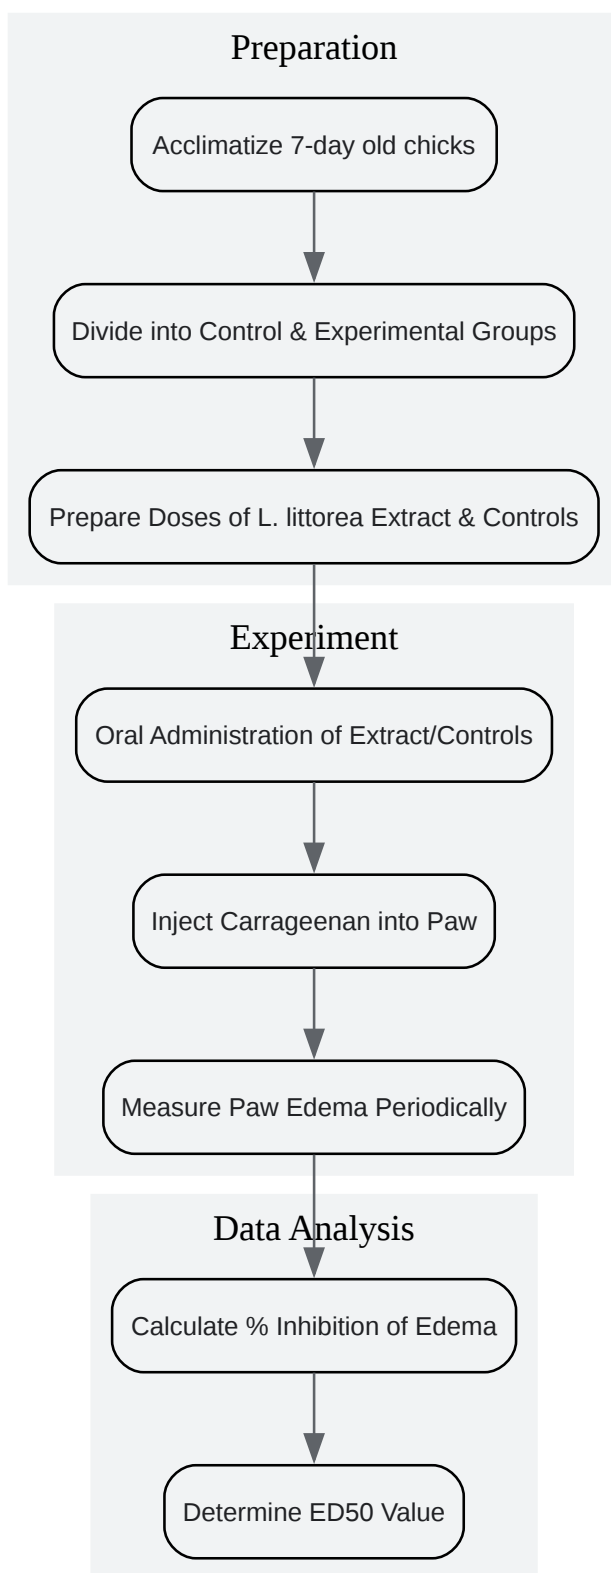 Preparation
Acclimatize 7-day old chicks
Divide into Control & Experimental Groups
Prepare Doses of L. littorea Extract & Controls
Experiment
Oral Administration of Extract/Controls
Inject Carrageenan into Paw
Measure Paw Edema Periodically
Data Analysis
Calculate % Inhibition of Edema
Determine ED50 Value